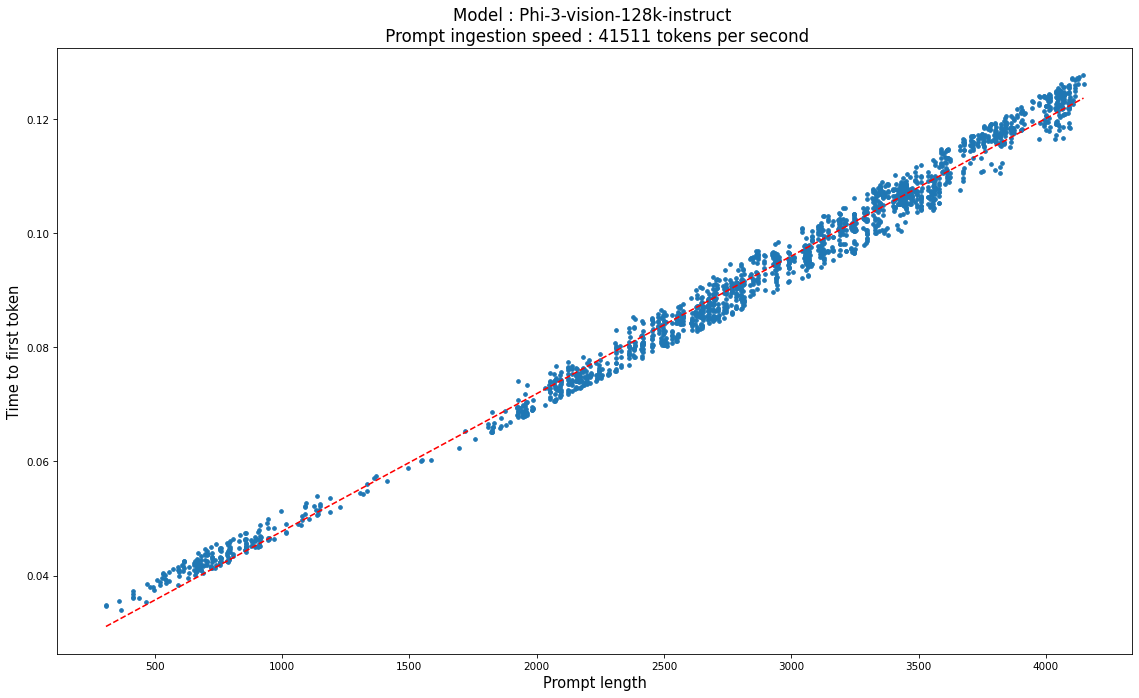 Model : Phi-3-vision-128k-instruct
Prompt ingestion speed : 41511 tokens per second
Time to first token
0.12
0.10
0.08
0.06
0.04
500 1000 1500 2000 2500 3000 3500 4000
Prompt length